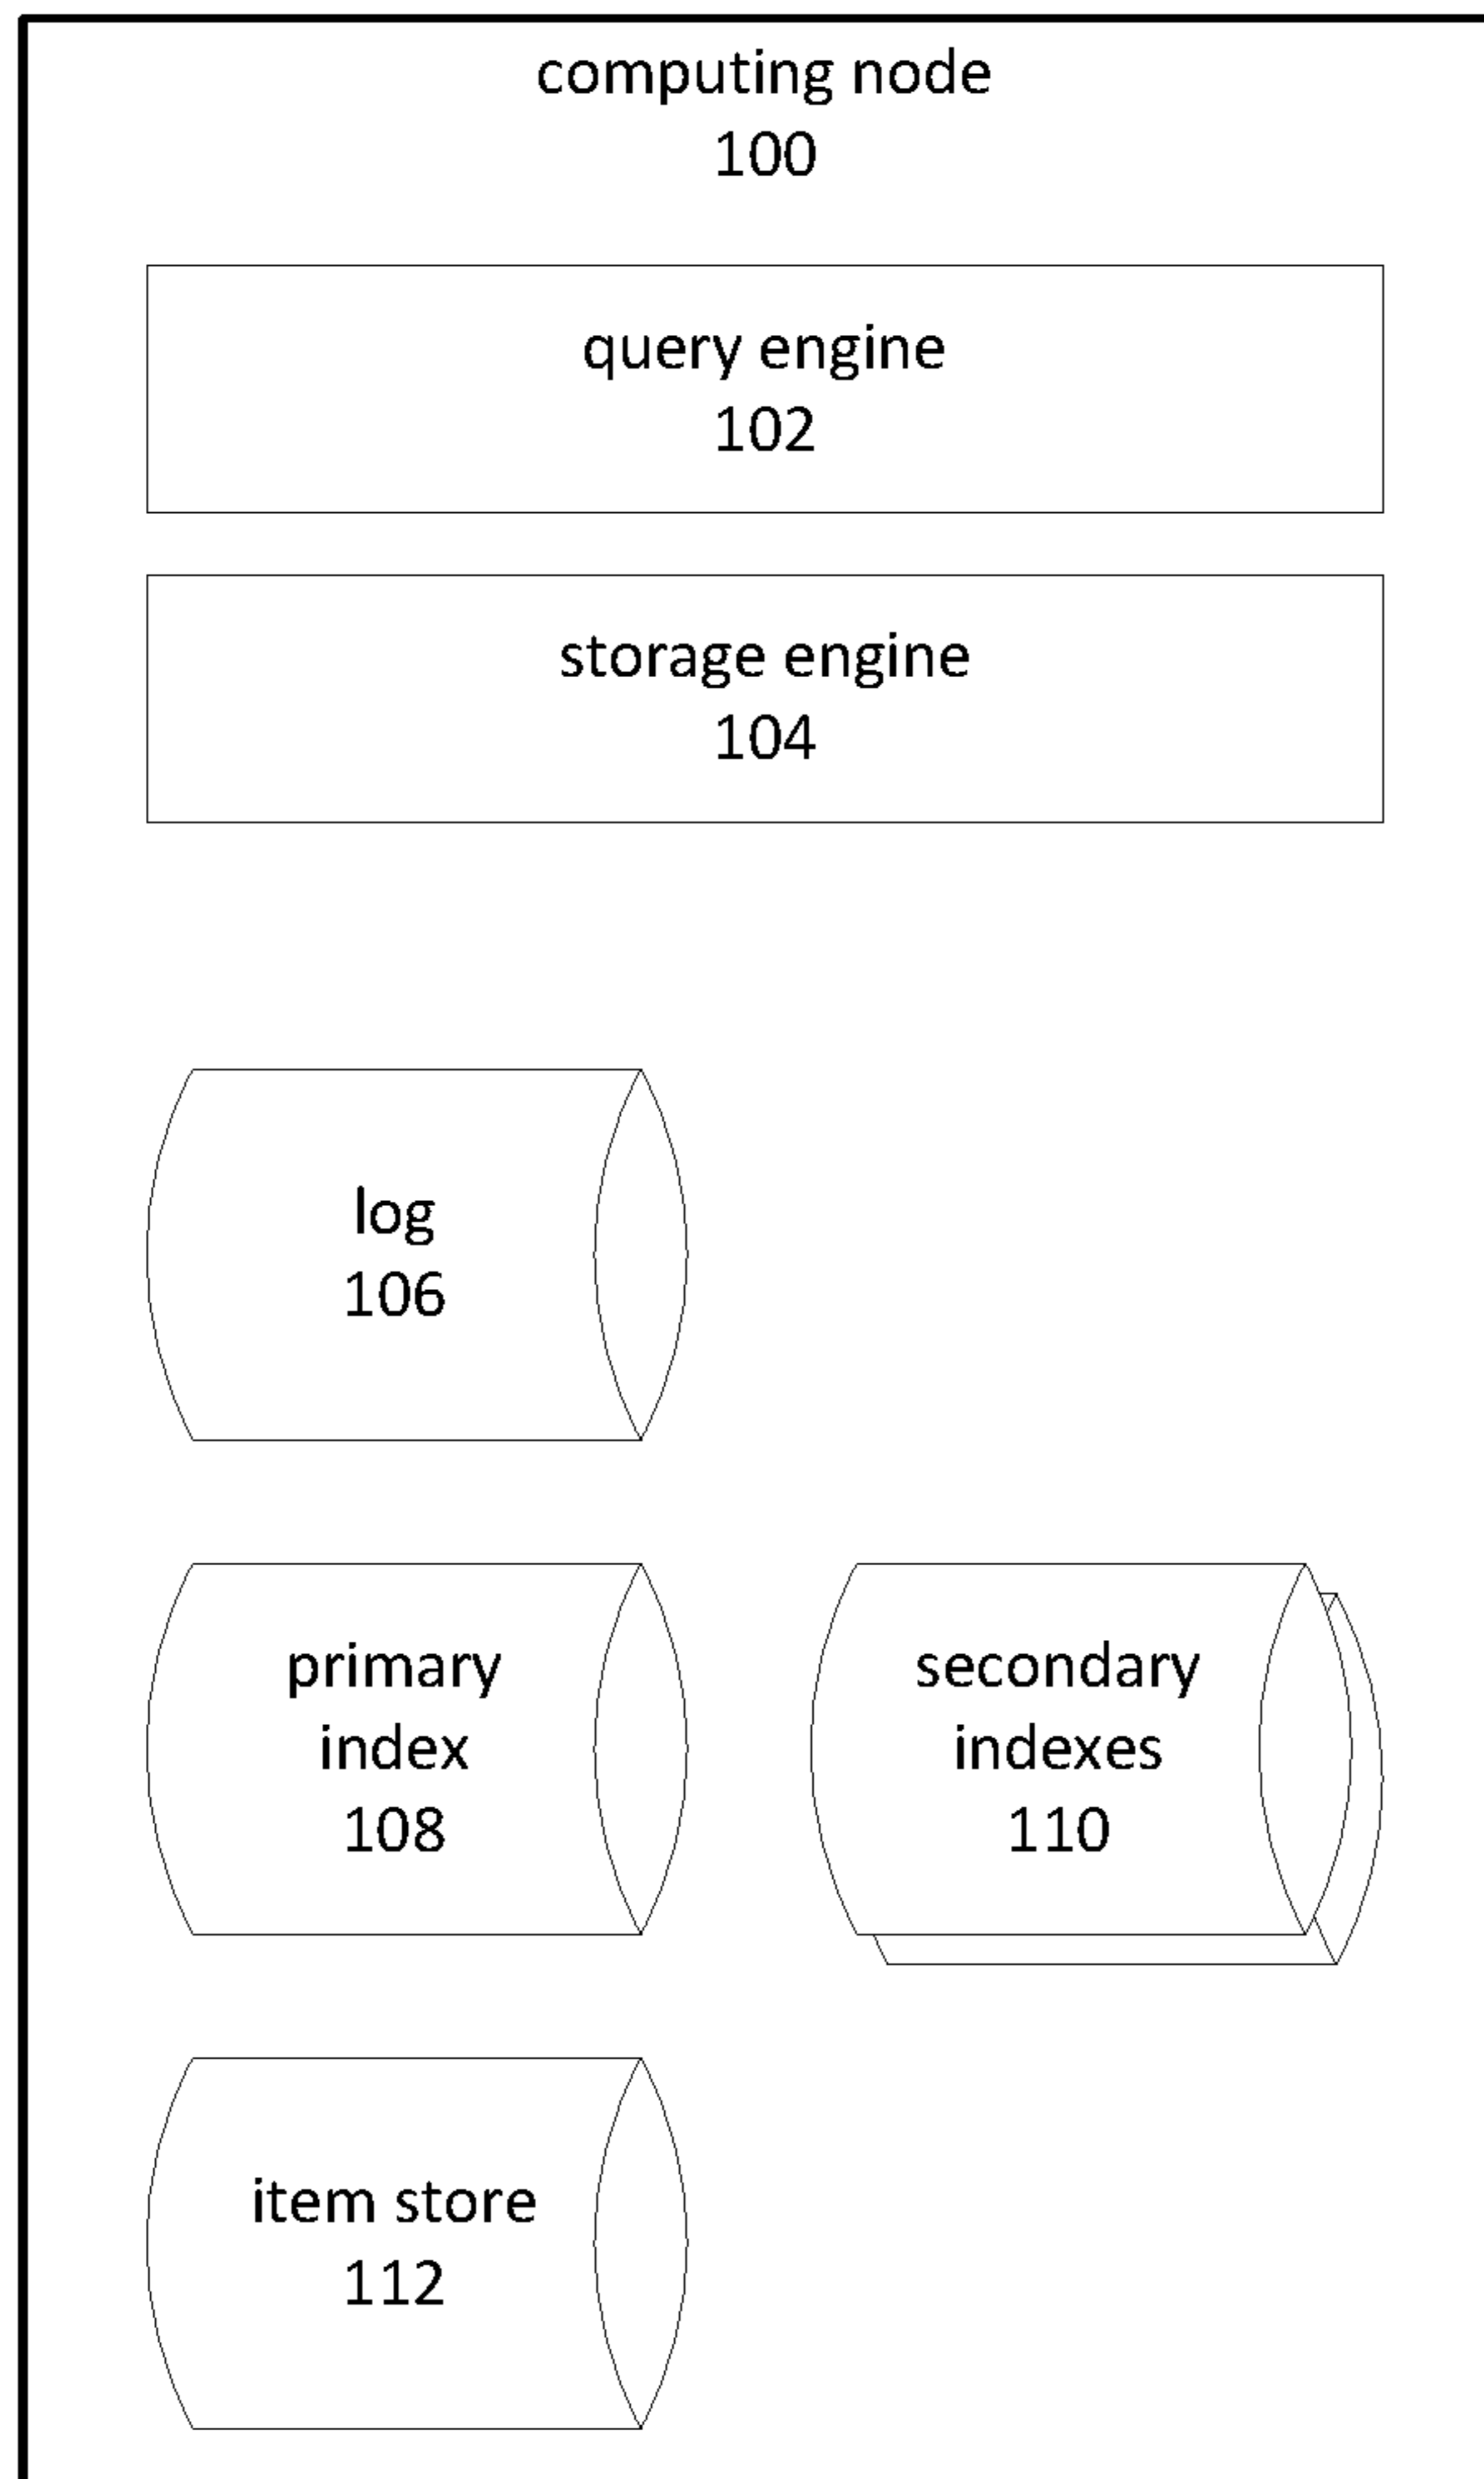 computing node
100
query engine
102
storage engine
104
log
106
primary
index
108
secondary
indexes
110
item store
112